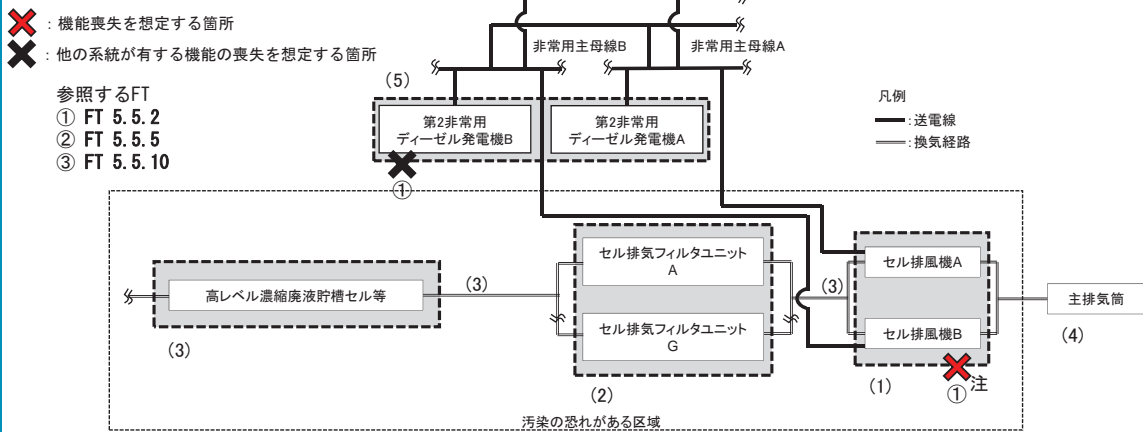 ：機能喪失を想定する箇所
：他の系統が有する機能の喪失を想定する箇所
参照するFT
① FT 5.5.2
② FT 5.5.5
③ FT 5.5.10
非常用主母線B
非常用主母線A
(5)
第2非常用
ディーゼル発電機B
第2非常用
ディーゼル発電機A
①
凡例
：送電線
：換気経路
高レベル濃縮廃液貯槽セル等
(3)
(3)
セル排気フィルタユニット
A
セル排気フィルタユニット
G
(2)
(3)
セル排風機A
セル排風機B
(1)
①
注
主排気筒
(4)
汚染の恐れがある区域